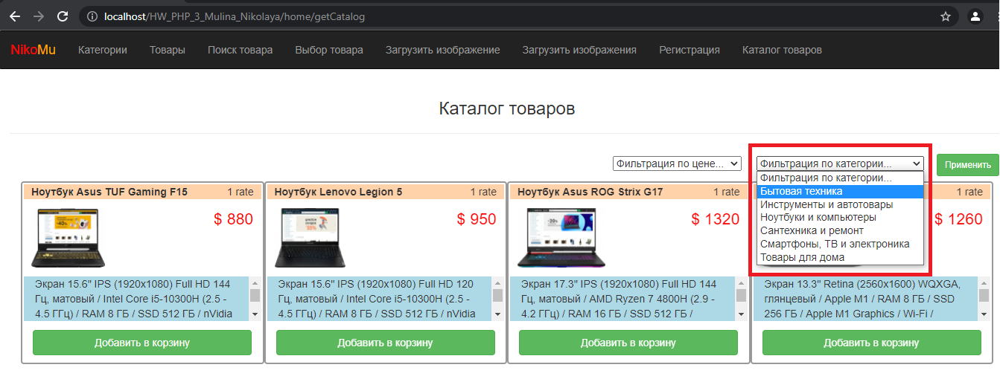 localhost/HW_PHP_3_Mulina_Nikolaya/home/getCatalog
NikoMu Категории Товары Поиск товара Выбор товара Загрузить изображение Загрузить изображения Регистрация Каталог товаров
Каталог товаров
Фильтрация по цене... Фильтрация по категории... Применить
Фильтрация по категории...
Бытовая техника
Инструменты и автотовары
Ноутбуки и компьютеры
Сантехника и ремонт
Смартфоны, ТВ и электроника
Товары для дома
Ноутбук Asus TUF Gaming F15 1 rate
$ 880
Экран 15.6" IPS (1920x1080) Full HD 144
Гц, матовый / Intel Core i5-10300H (2.5 -
4.5 ГГц) / RAM 8 ГБ / SSD 512 ГБ / nVidia
Добавить в корзину
Ноутбук Lenovo Legion 5 1 rate
$ 950
Экран 15.6" IPS (1920x1080) Full HD 120
Гц, матовый / Intel Core i5-10300H (2.5 -
4.5 ГГц) / RAM 8 ГБ / SSD 512 ГБ / nVidia
Добавить в корзину
Ноутбук Asus ROG Strix G17 1 rate
$ 1320
Экран 17.3" IPS (1920x1080) Full HD 144
Гц, матовый / AMD Ryzen 7 4800H (2.9 -
4.2 ГГц) / RAM 16 ГБ / SSD 512 ГБ /
Добавить в корзину
1 rate
$ 1260
Экран 13.3" Retina (2560x1600) WQXGA,
глянцевый / Apple M1 / RAM 8 ГБ / SSD
256 ГБ / Apple M1 Graphics / Wi-Fi /
Добавить в корзину